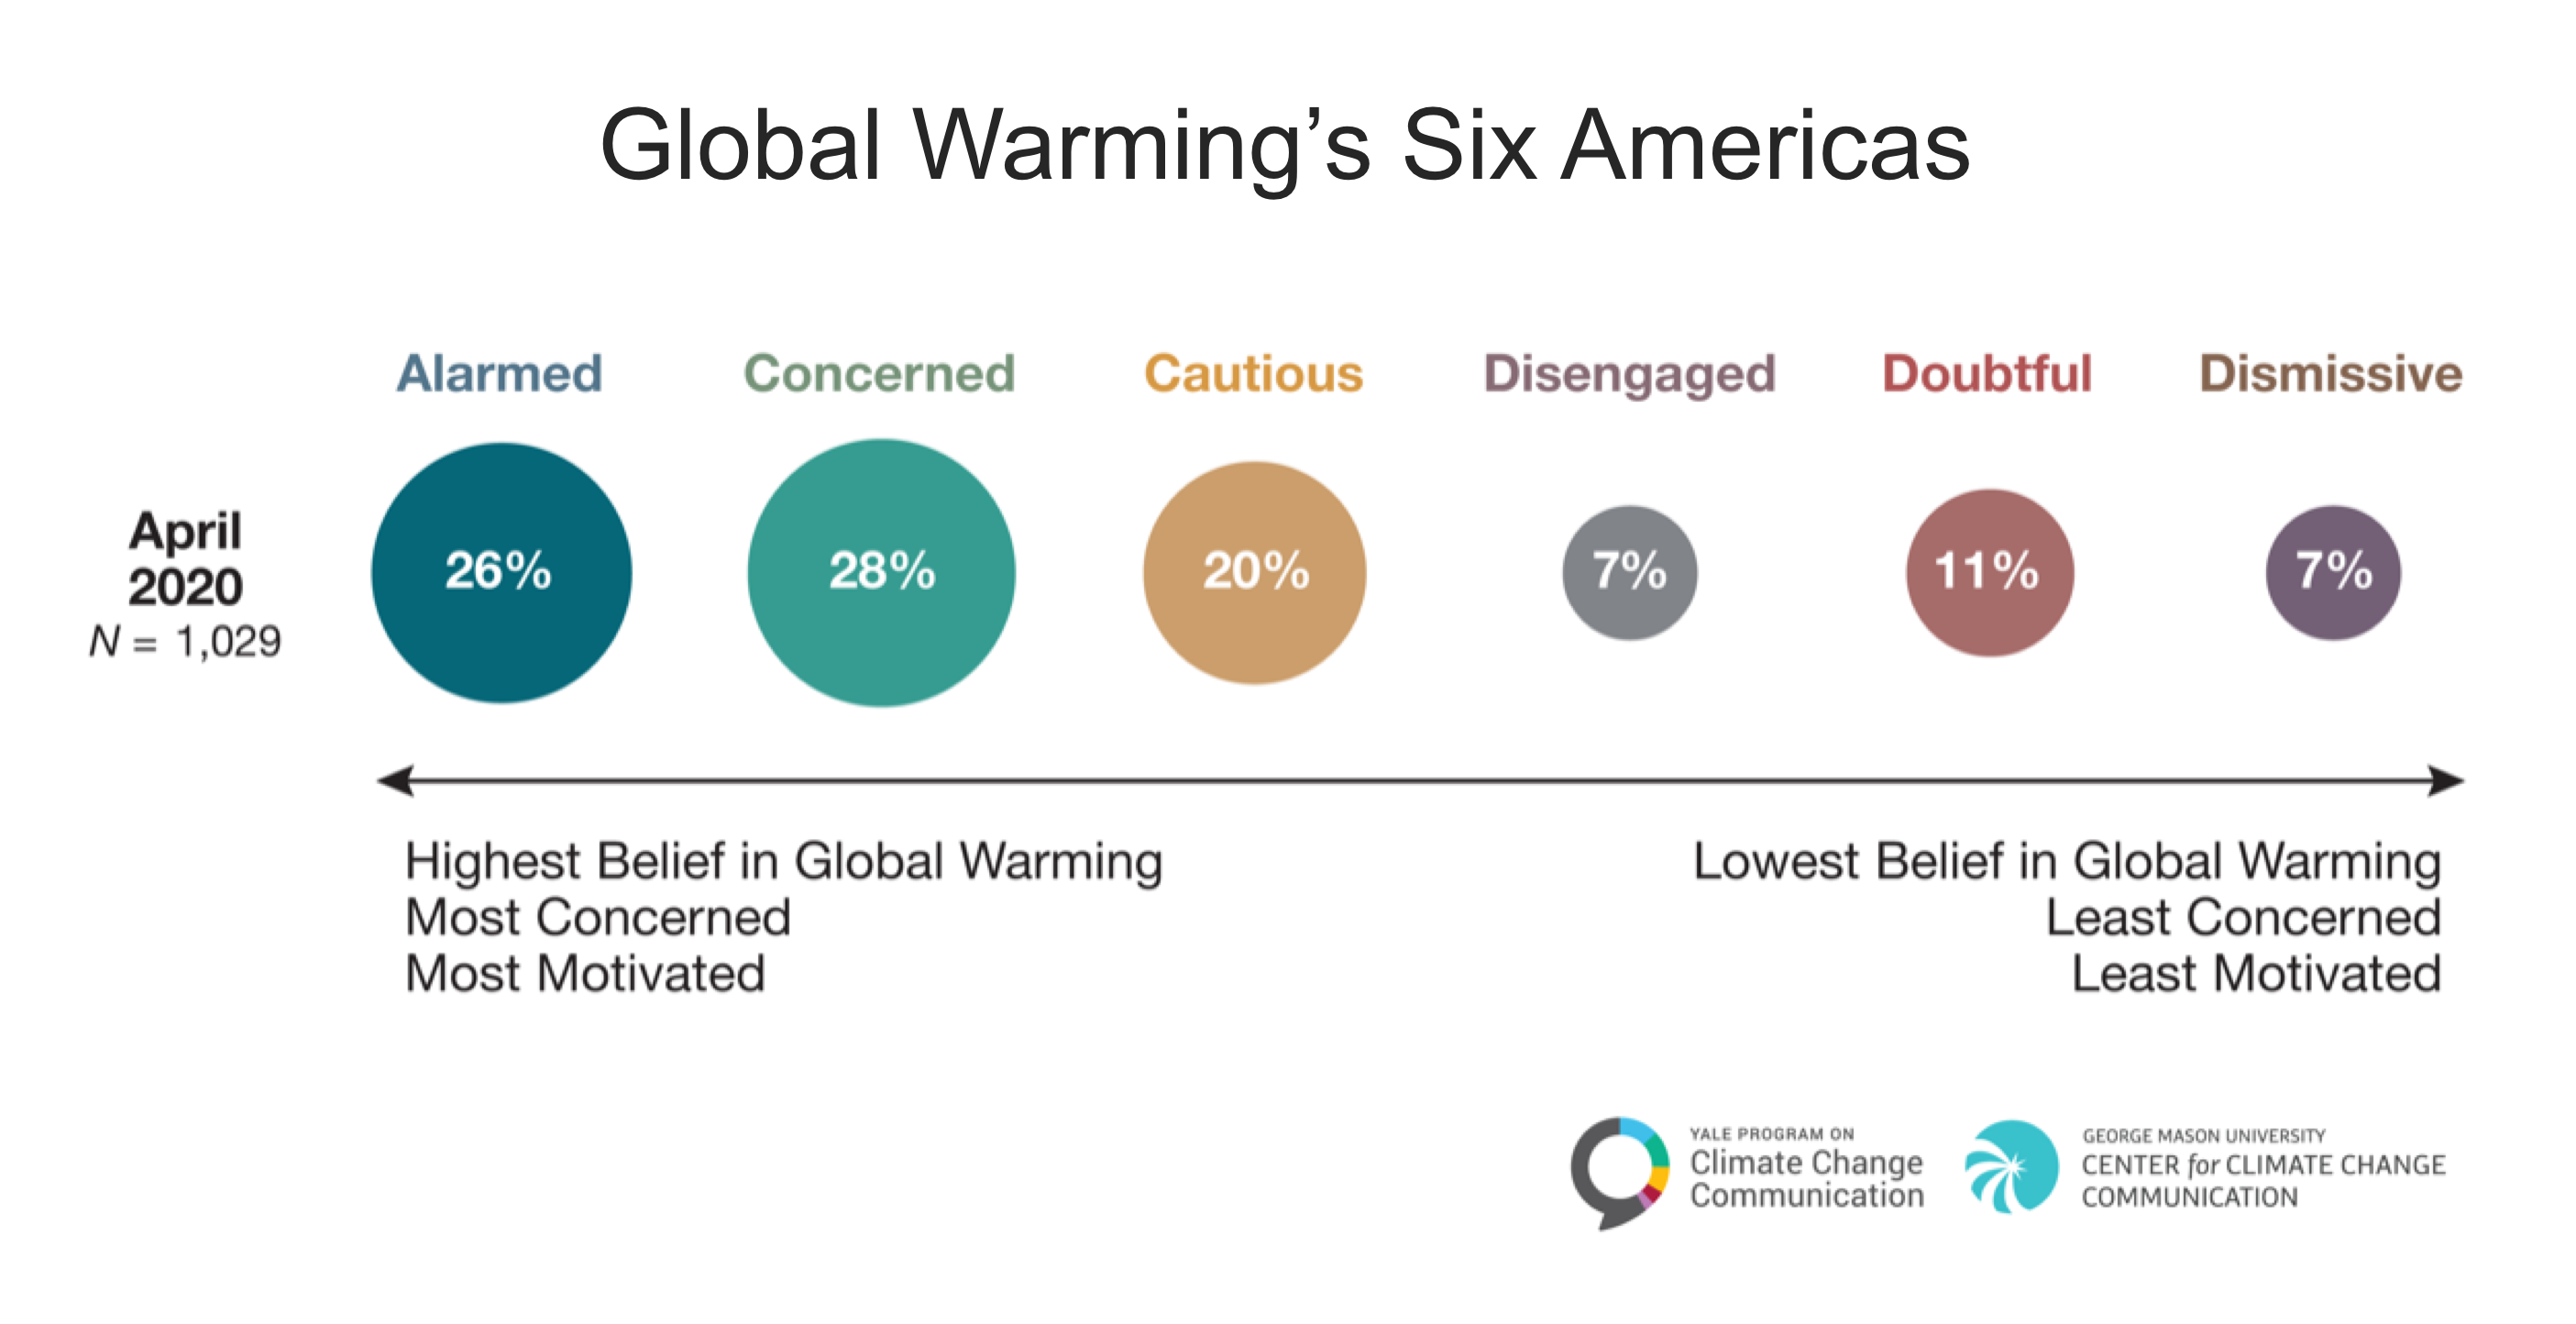 Global Warming’s Six Americas
Alarmed Concerned Cautious Disengaged Doubtful Dismissive
April
2020
N = 1,029
26% 28% 20% 7% 11% 7%
Highest Belief in Global Warming
Most Concerned
Most Motivated
Lowest Belief in Global Warming
Least Concerned
Least Motivated
YALE PROGRAM ON
Climate Change
Communication
GEORGE MASON UNIVERSITY
CENTER for CLIMATE CHANGE
COMMUNICATION